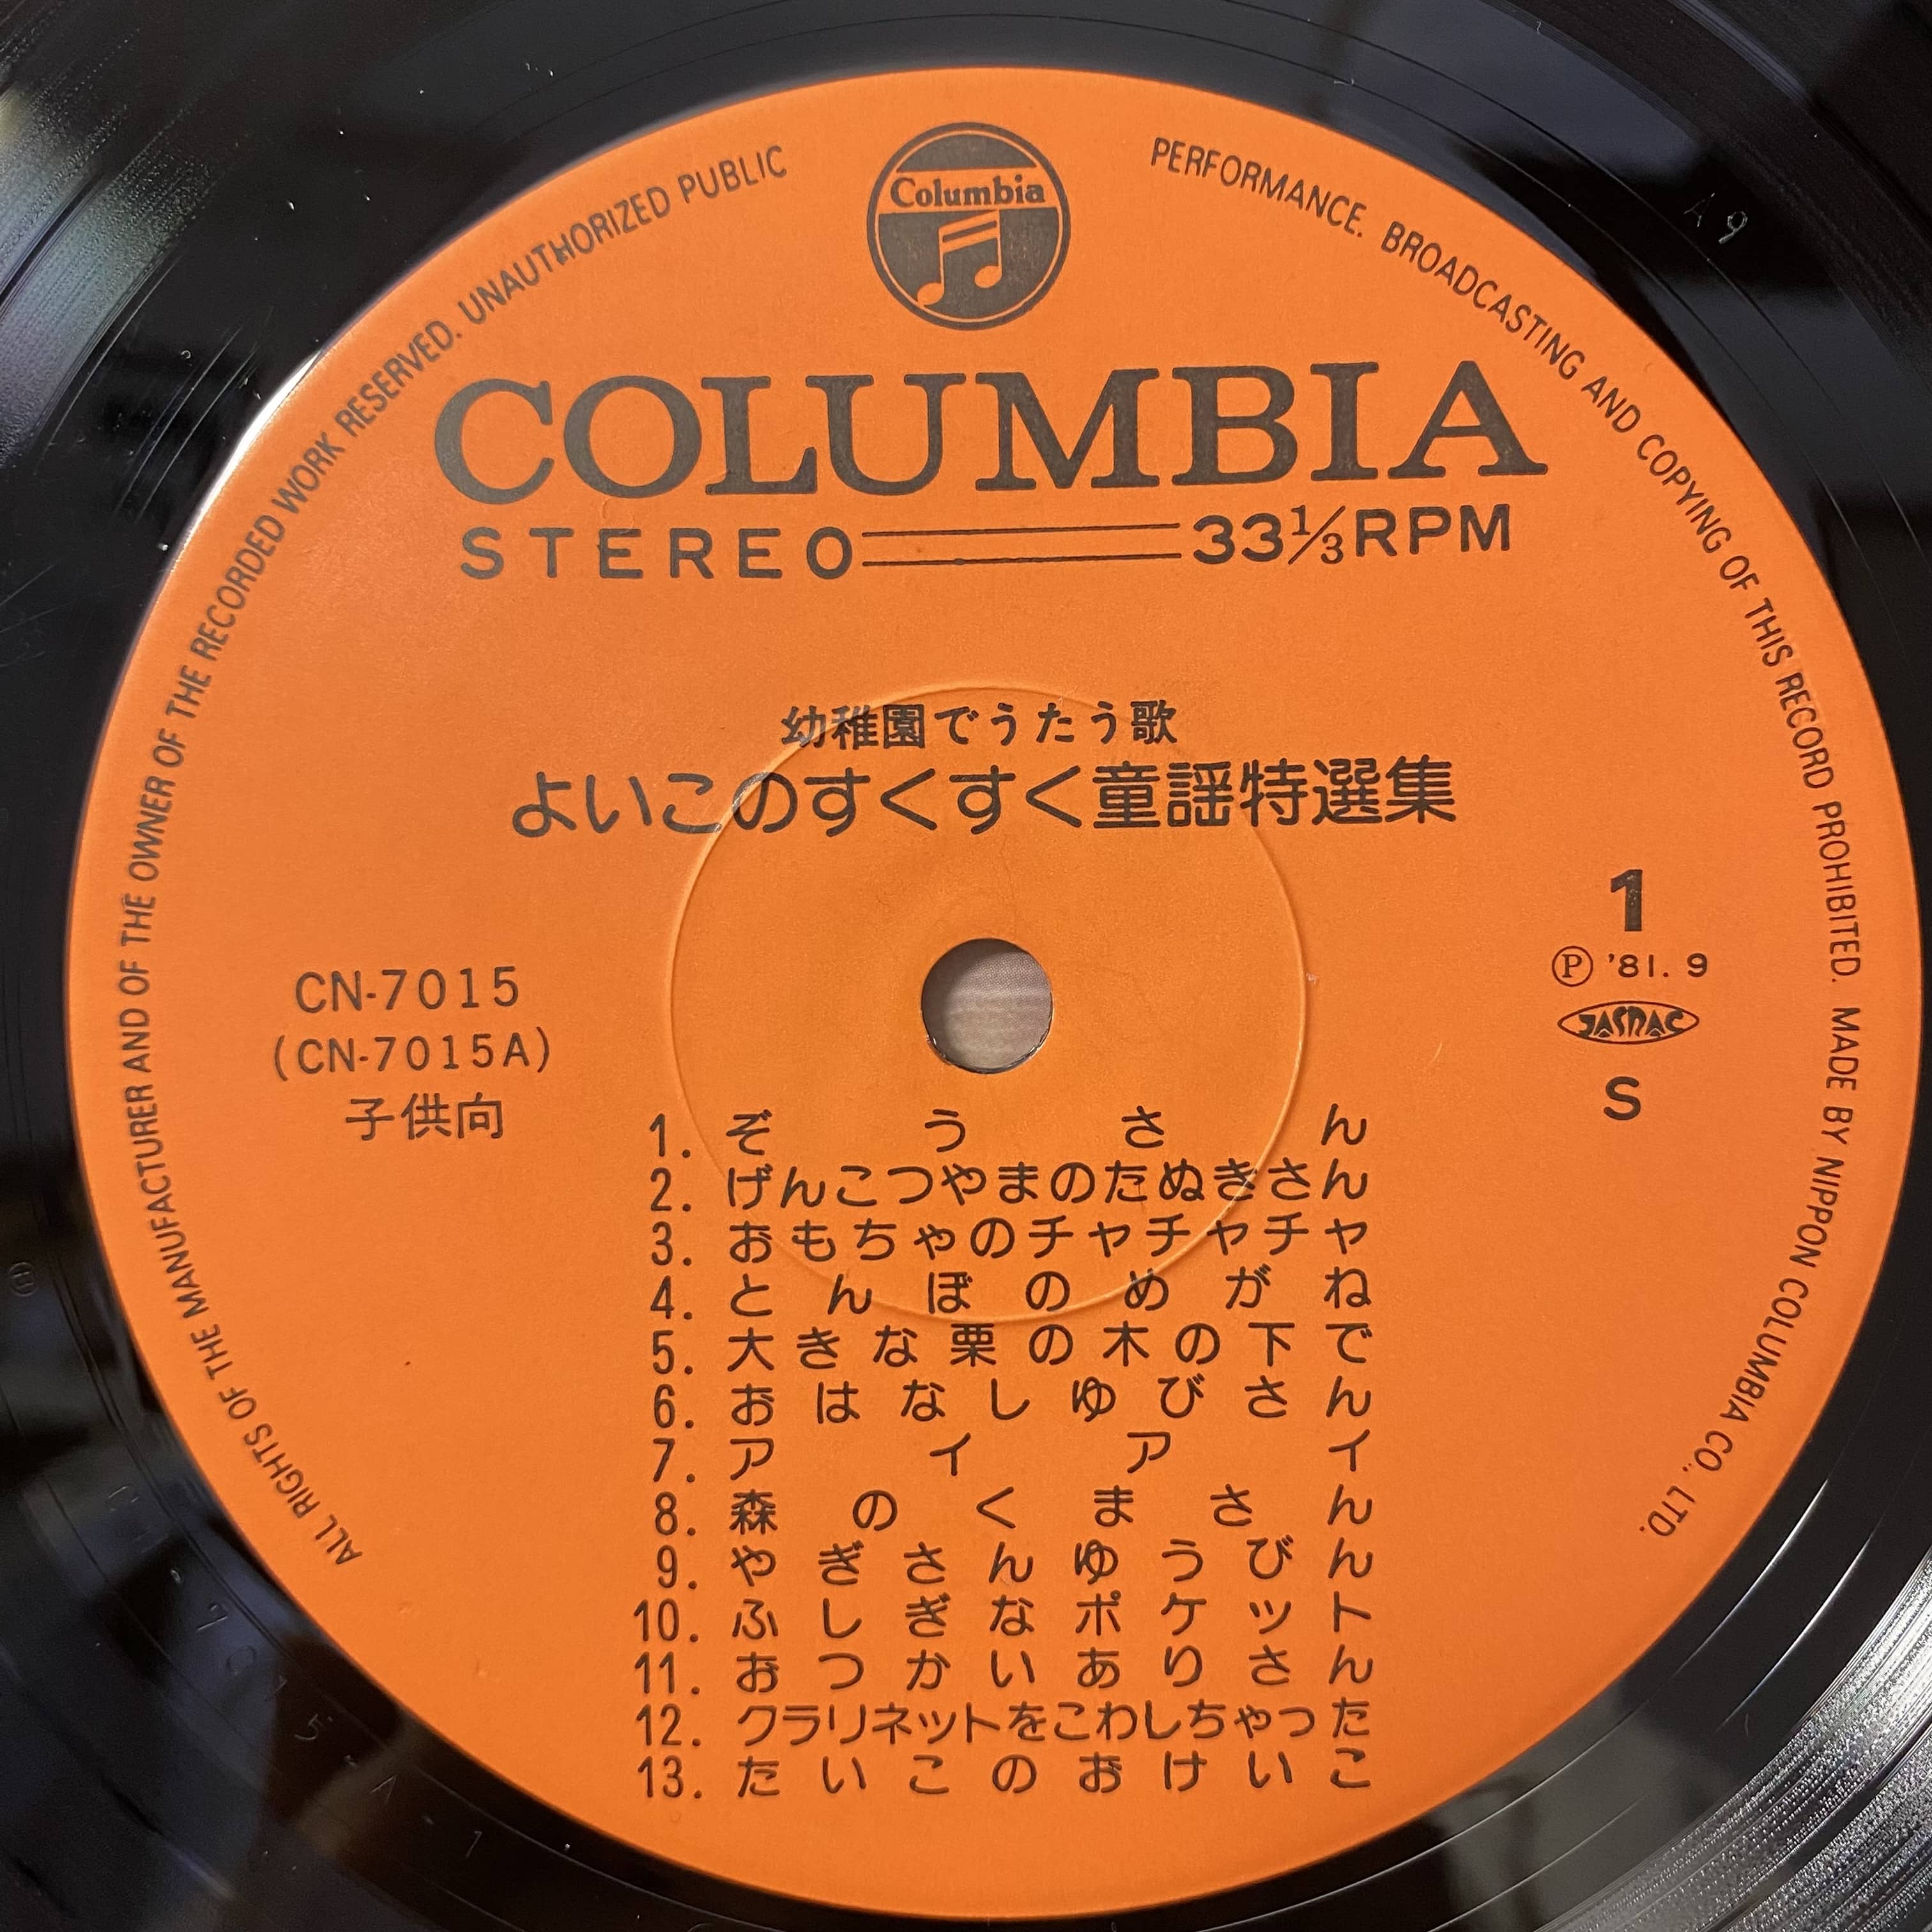 Columbia
ALL RIGHTS OF THE MANUFACTURER AND OF THE OWNER OF THE RECORDED WORK RESERVED. UNAUTHORIZED PUBLIC PERFORMANCE. BROADCASTING AND COPYING OF THIS RECORD PROHIBITED. MADE BY NIPPON COLUMBIA CO., LTD.
COLUMBIA
STEREO 33⅓RPM
幼稚園でうたう歌
よいこのすくすく童謡特選集
CN-7015
(CN-7015A)
子供向
1
Ⓟ '81. 9
JASRAC
S
1. ぞうさん
2. げんこつやまのたぬきさん
3. おもちゃのチャチャチャ
4. とんぼのめがね
5. 大きな栗の木の下で
6. おはなしゆびさん
7. アイアイ
8. 森のくまさん
9. やぎさんゆうびん
10. ふしぎなポケット
11. おつかいありさん
12. クラリネットをこわしちゃった
13. たいこのおけいこ
A9
7015-A-1